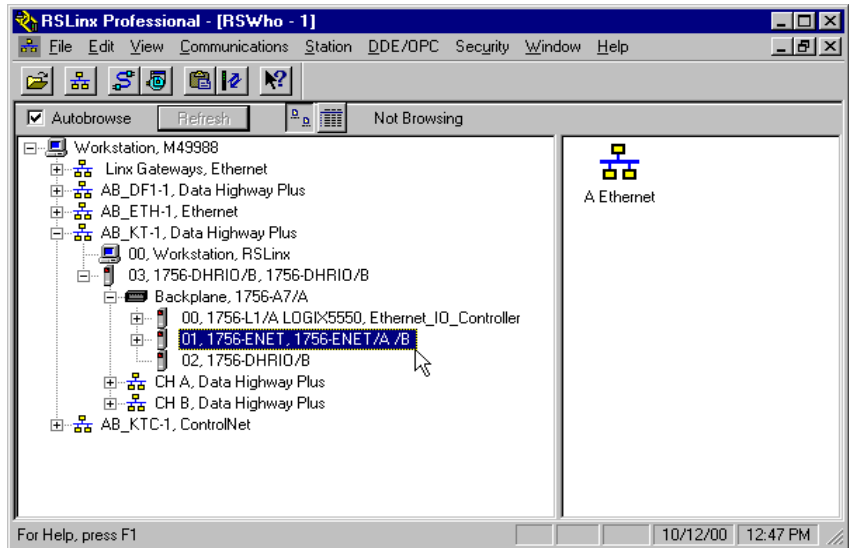 RSLinx Professional - [RSWho - 1]
File Edit View Communications Station DDE/OPC Security Window Help
Autobrowse Refresh Not Browsing
Workstation, M49988
Linx Gateways, Ethernet
AB_DF1-1, Data Highway Plus
AB_ETH-1, Ethernet
AB_KT-1, Data Highway Plus
00, Workstation, RSLinx
03, 1756-DHRIO/B, 1756-DHRIO/B
Backplane, 1756-A7/A
00, 1756-L1/A LOGIX5550, Ethernet_IO_Controller
01, 1756-ENET, 1756-ENET/A /B
02, 1756-DHRIO/B
CH A, Data Highway Plus
CH B, Data Highway Plus
AB_KTC-1, ControlNet
A Ethernet
For Help, press F1 10/12/00 12:47 PM